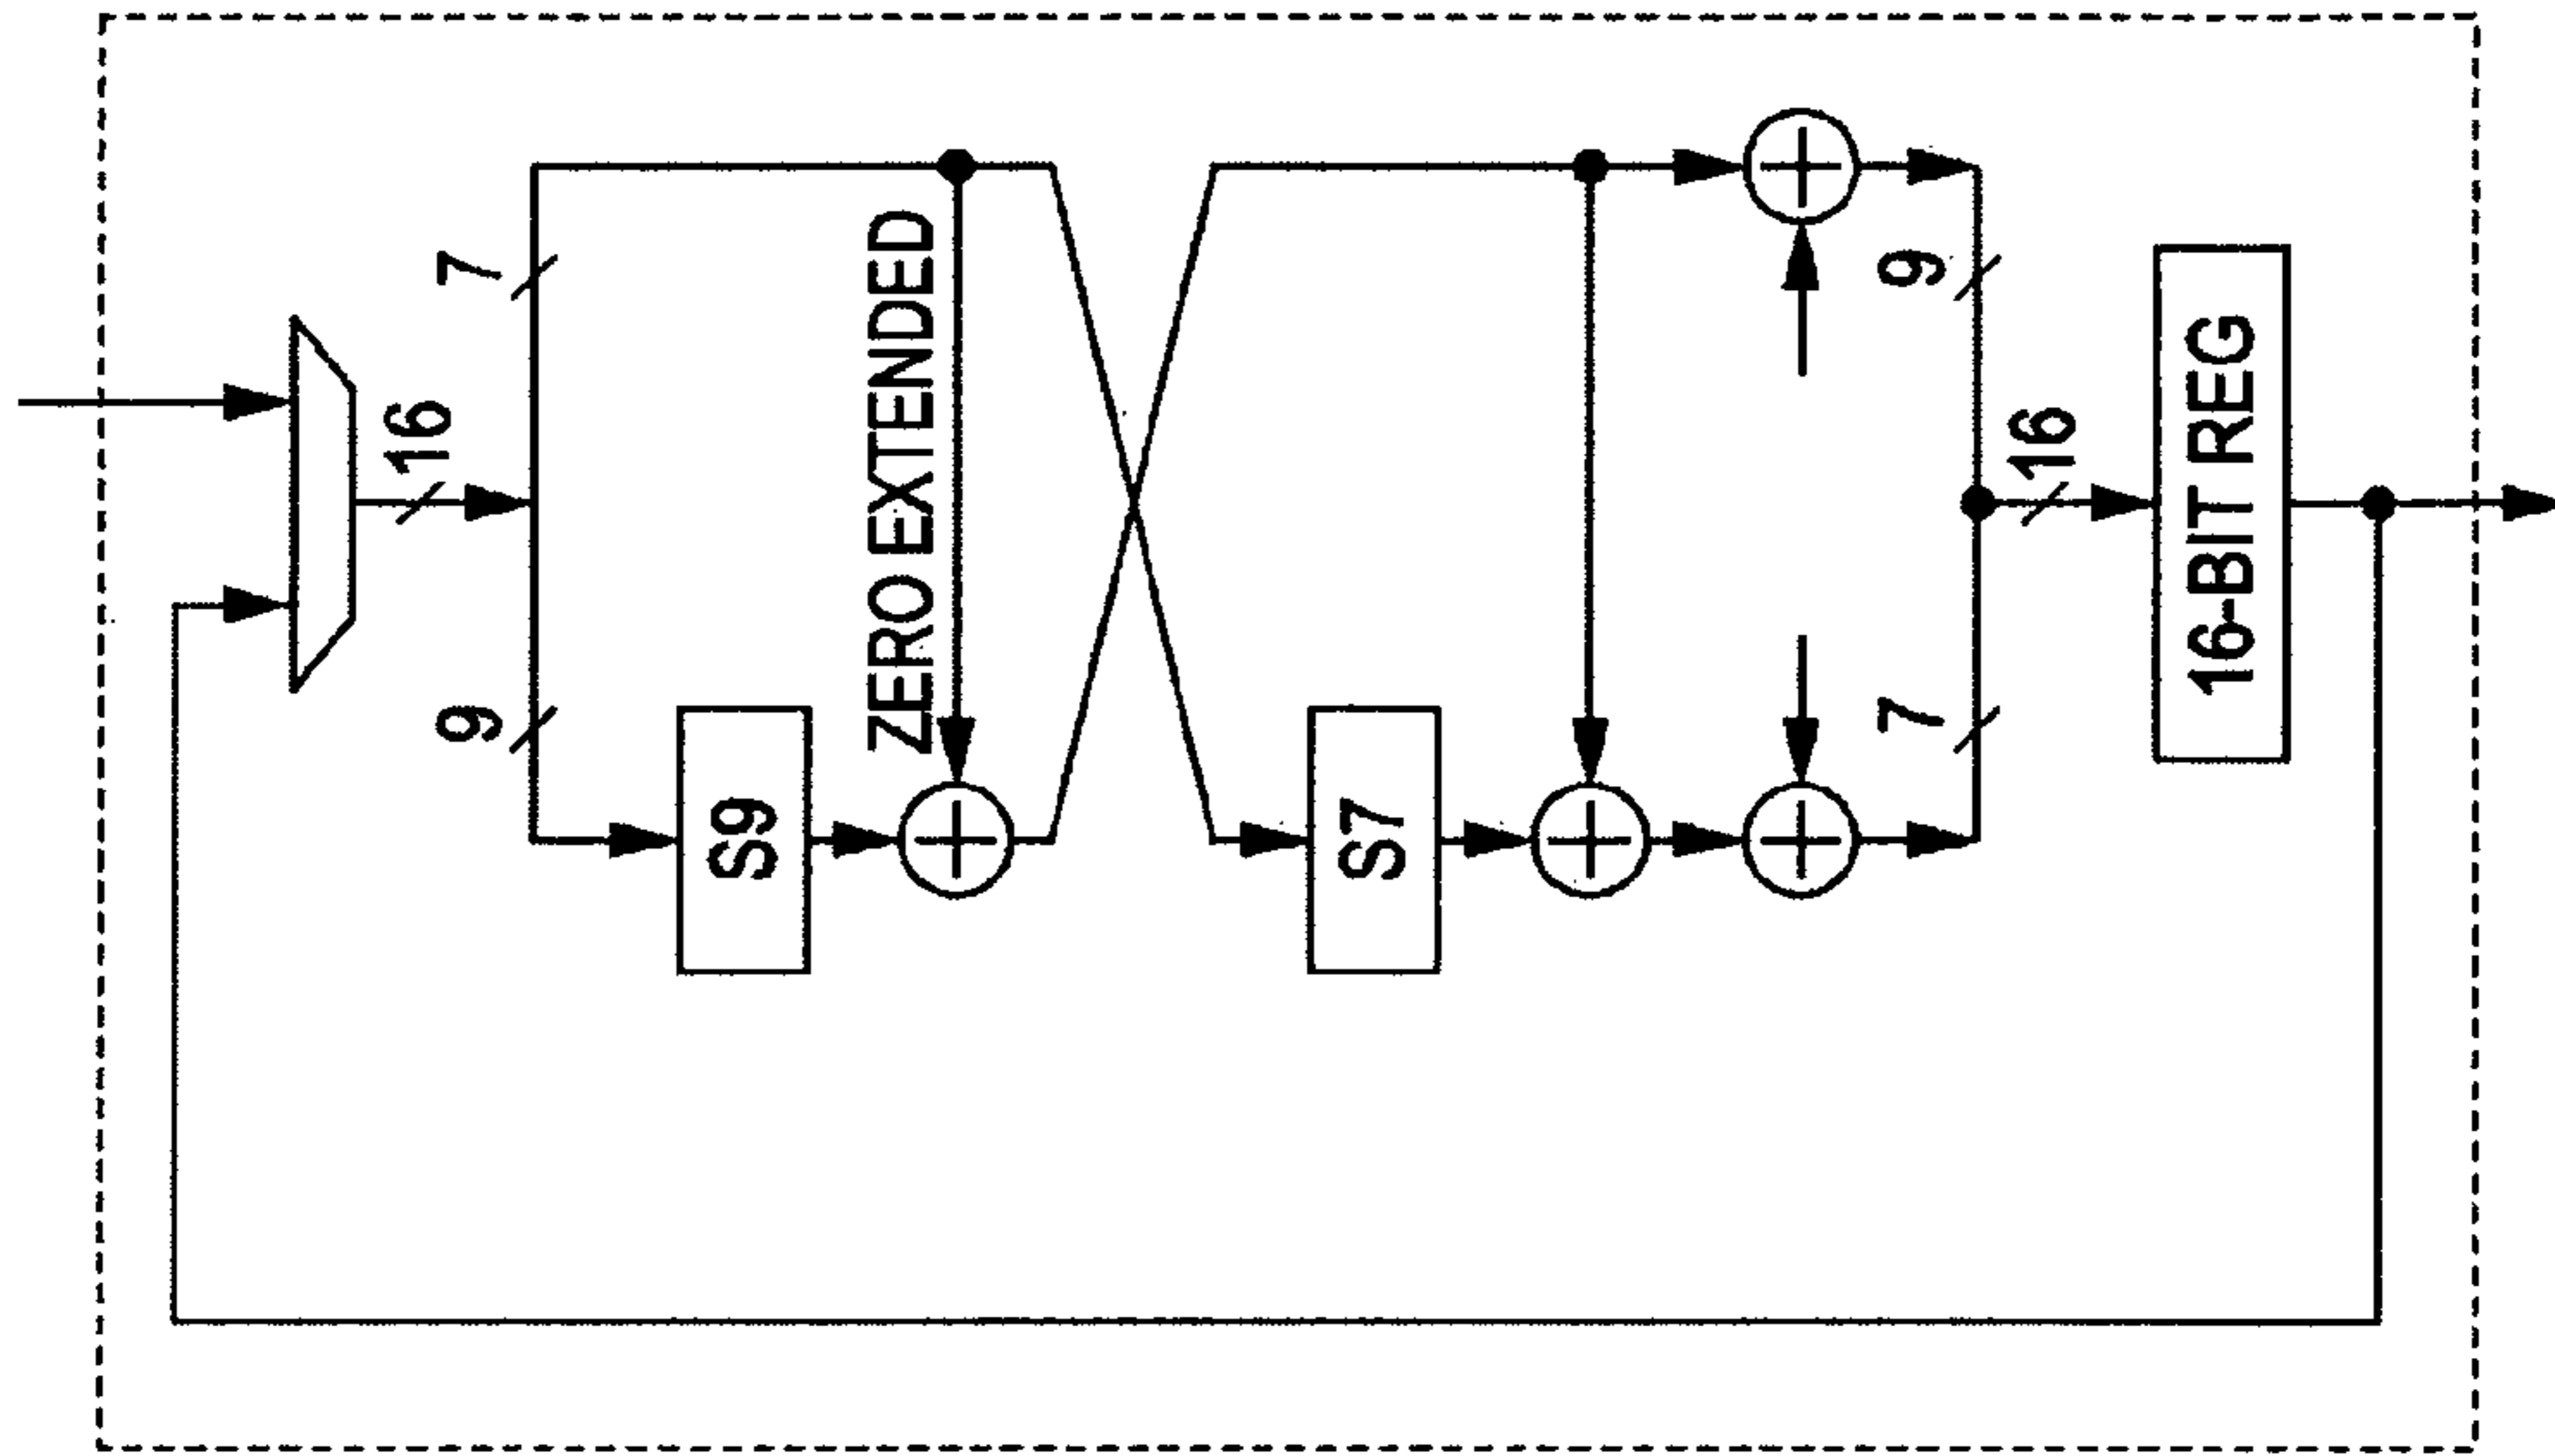 16
7
9
ZERO EXTENDED
S9
S7
9
7
16
16-BIT REG